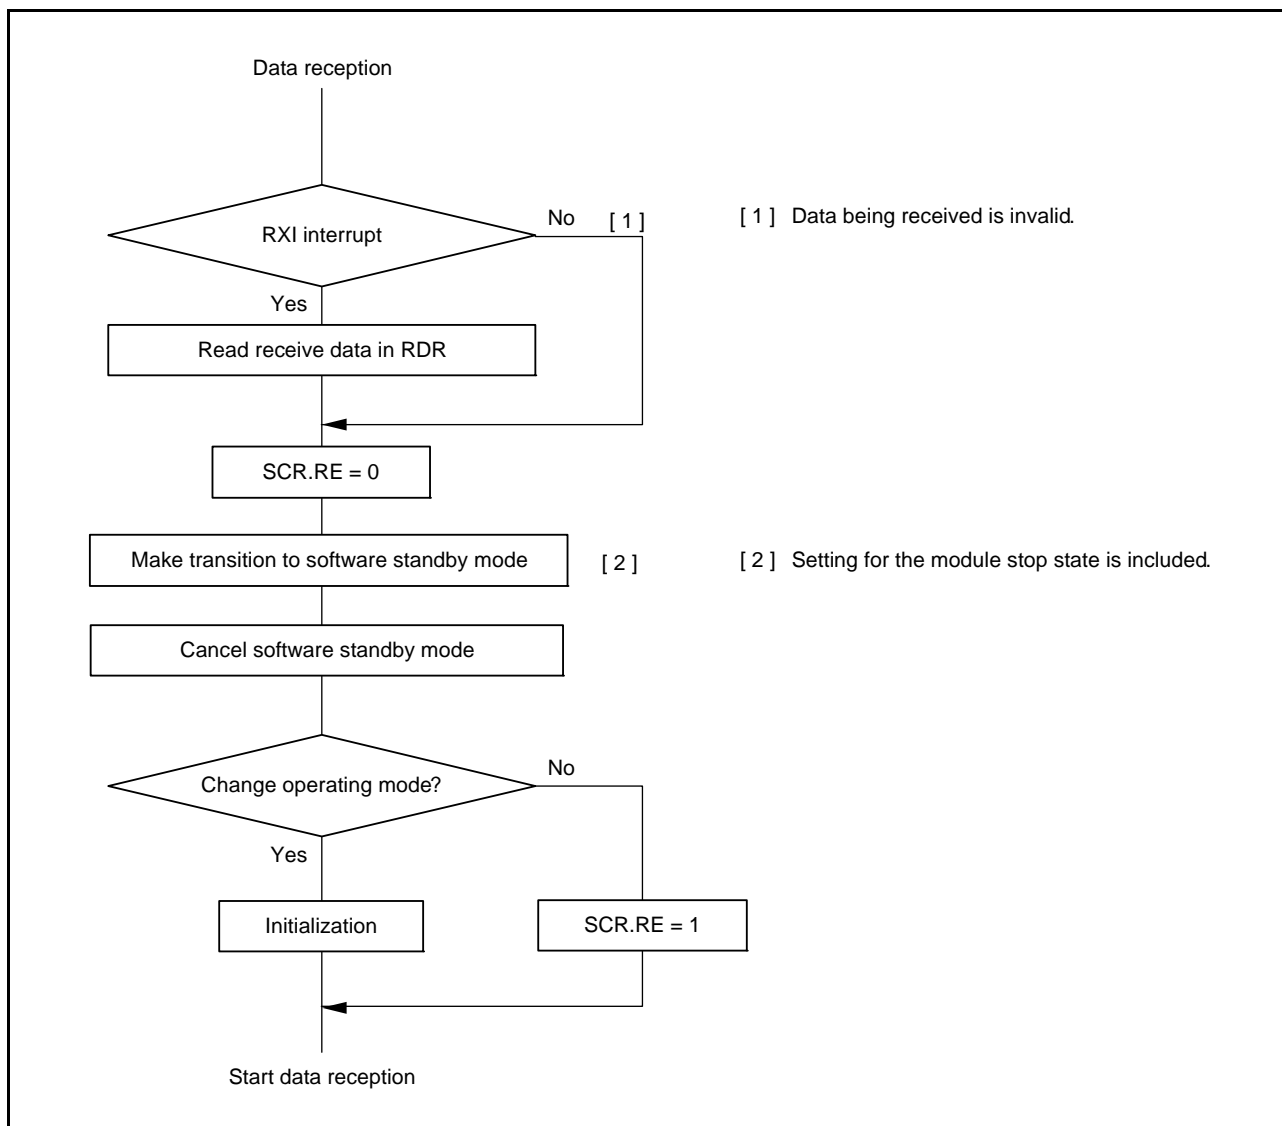 Data reception
No [ 1 ]
[ 1 ] Data being received is invalid.
RXI interrupt
Yes
Read receive data in RDR
SCR.RE = 0
Make transition to software standby mode
[ 2 ]
[ 2 ] Setting for the module stop state is included.
Cancel software standby mode
Change operating mode?
No
Yes
Initialization
SCR.RE = 1
Start data reception